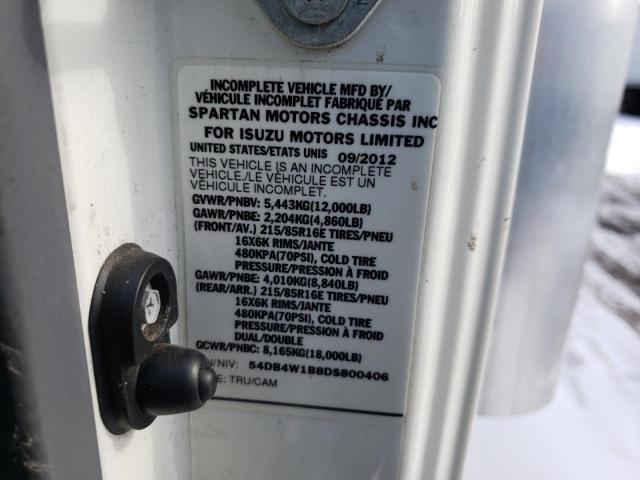 INCOMPLETE VEHICLE MFD BY/
VÉHICULE INCOMPLET FABRIQUÉ PAR
SPARTAN MOTORS CHASSIS INC
FOR ISUZU MOTORS LIMITED
UNITED STATES/ETATS UNIS 09/2012
THIS VEHICLE IS AN INCOMPLETE
VEHICLE./LE VÉHICULE EST UN
VÉHICULE INCOMPLET.
GVWR/PNBV: 5,443KG(12,000LB)
GAWR/PNBE: 2,204KG(4,860LB)
(FRONT/AV.) 215/85R16E TIRES/PNEU
16X6K RIMS/JANTE
480KPA(70PSI), COLD TIRE
PRESSURE/PRESSION À FROID
GAWR/PNBE: 4,010KG(8,840LB)
(REAR/ARR.) 215/85R16E TIRES/PNEU
16X6K RIMS/JANTE
480KPA(70PSI), COLD TIRE
PRESSURE/PRESSION À FROID
DUAL/DOUBLE
GCWR/PNBC: 8,165KG(18,000LB)
N/NIV: 54DB4W1B8DS800406
E: TRU/CAM